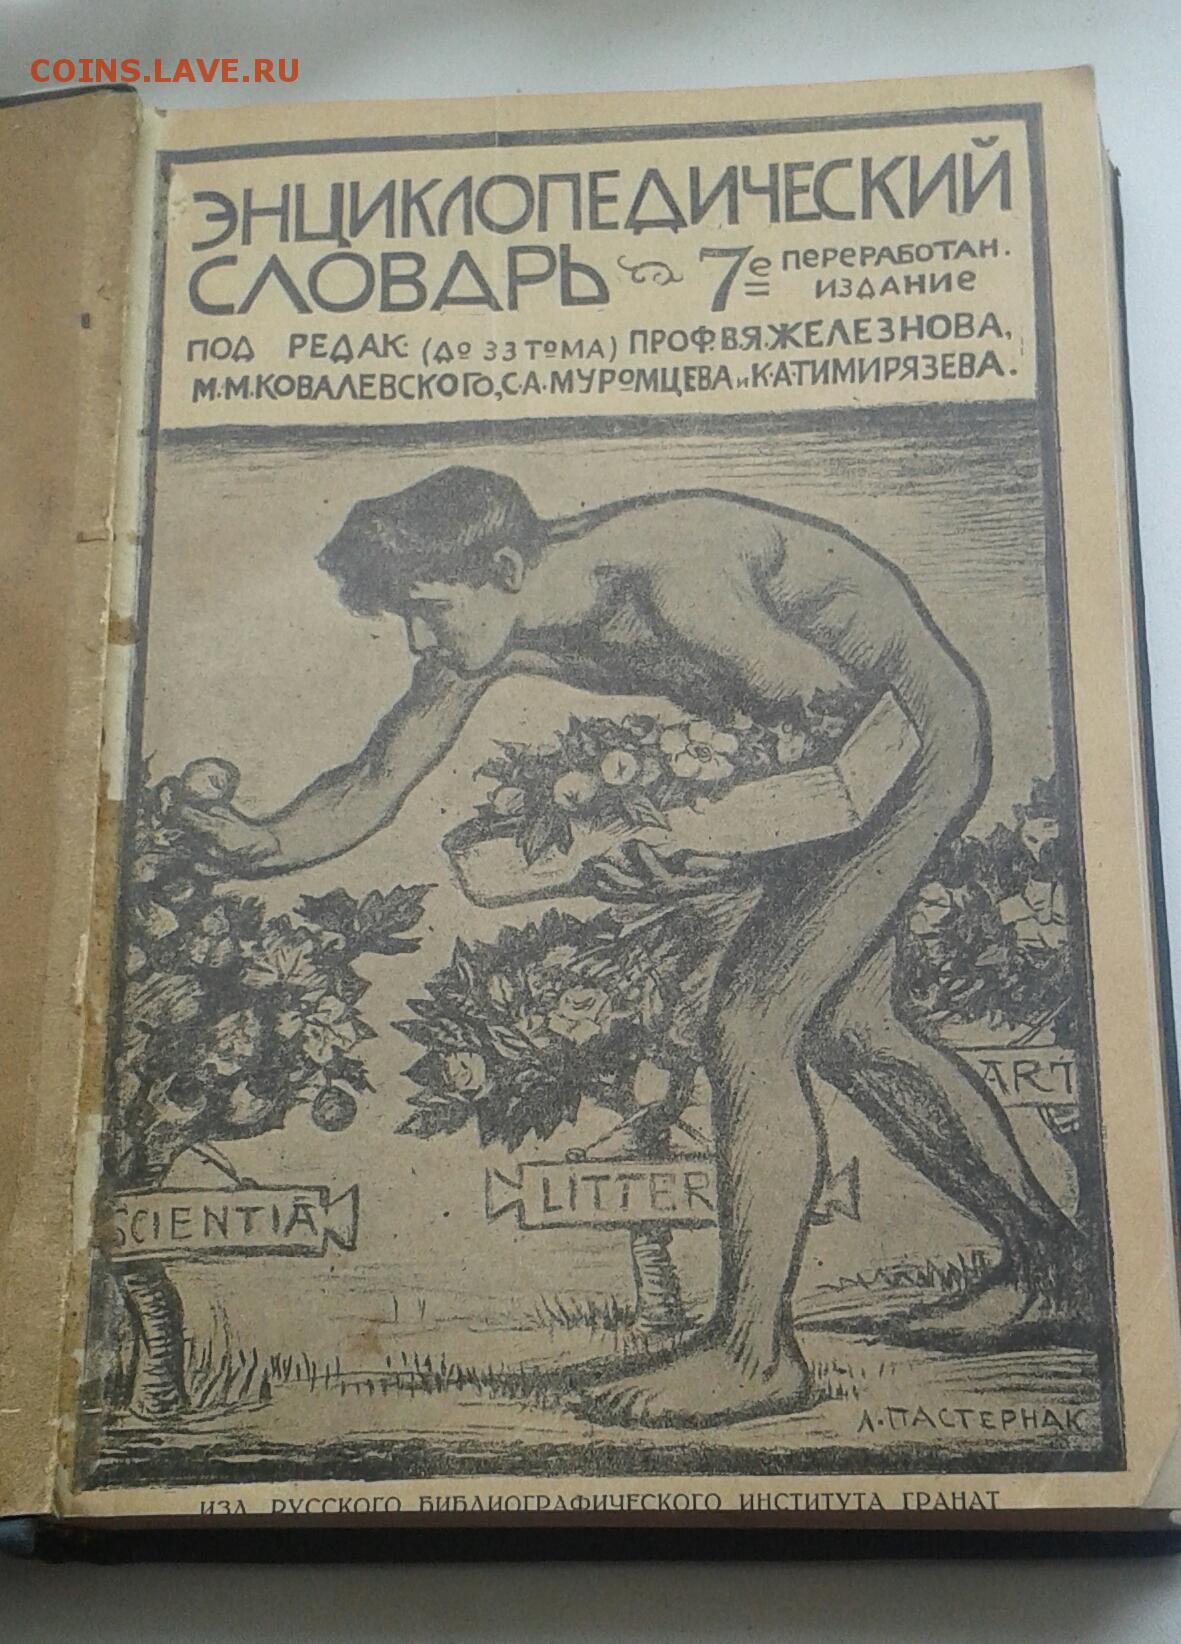 COINS.LAVE.RU
ЭНЦИКЛОПЕДИЧЕСКИЙ
СЛОВАРЬ 7е ПЕРЕРАБОТАН.
ИЗДАНИЕ
ПОД РЕДАК: (ДО 33 ТОМА) ПРОФ. В.Я. ЖЕЛЕЗНОВА,
М.М. КОВАЛЕВСКОГО, С.А. МУРОМЦЕВА и К.А. ТИМИРЯЗЕВА.
ART
LITTER
SCIENTIA
Л. ПАСТЕРНАК
ИЗД. РУССКОГО БИБЛИОГРАФИЧЕСКОГО ИНСТИТУТА ГРАНАТ